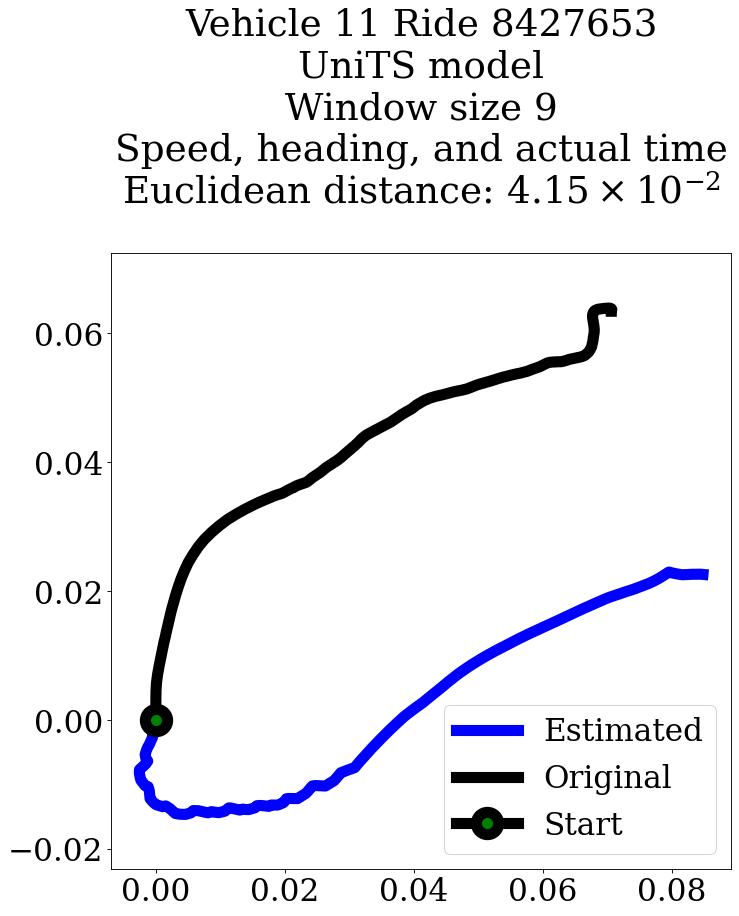 Vehicle 11 Ride 8427653
UniTS model
Window size 9
Speed, heading, and actual time
Euclidean distance: 4.15 × 10⁻²
0.06
0.04
0.02
0.00
−0.02
Estimated
Original
Start
0.00 0.02 0.04 0.06 0.08